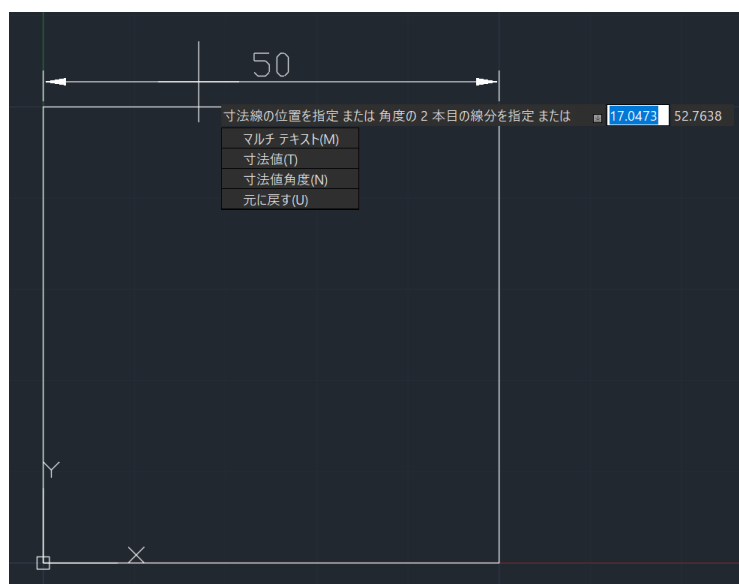 50
寸法線の位置を指定 または 角度の 2 本目の線分を指定 または 17.0473 52.7638
マルチ テキスト(M)
寸法値(T)
寸法値角度(N)
元に戻す(U)
Y
X